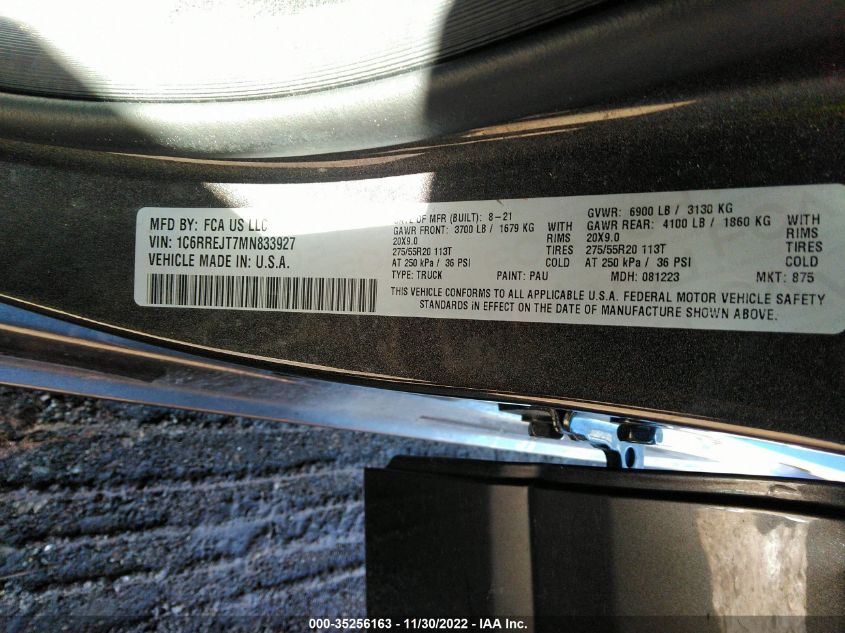 MFD BY: FCA US LLC
VIN: 1C6RREJT7MN833927
VEHICLE MADE IN: U.S.A.
DATE OF MFR (BUILT): 8-21
GAWR FRONT: 3700 LB / 1679 KG WITH
20X9.0 RIMS
275/55R20 113T TIRES
AT 250 kPa / 36 PSI COLD
TYPE: TRUCK PAINT: PAU
GVWR: 6900 LB / 3130 KG
GAWR REAR: 4100 LB / 1860 KG WITH
20X9.0 RIMS
275/55R20 113T TIRES
AT 250 kPa / 36 PSI COLD
MDH: 081223 MKT: 875
THIS VEHICLE CONFORMS TO ALL APPLICABLE U.S.A. FEDERAL MOTOR VEHICLE SAFETY
STANDARDS IN EFFECT ON THE DATE OF MANUFACTURE SHOWN ABOVE.
000-35256163 - 11/30/2022 - IAA Inc.